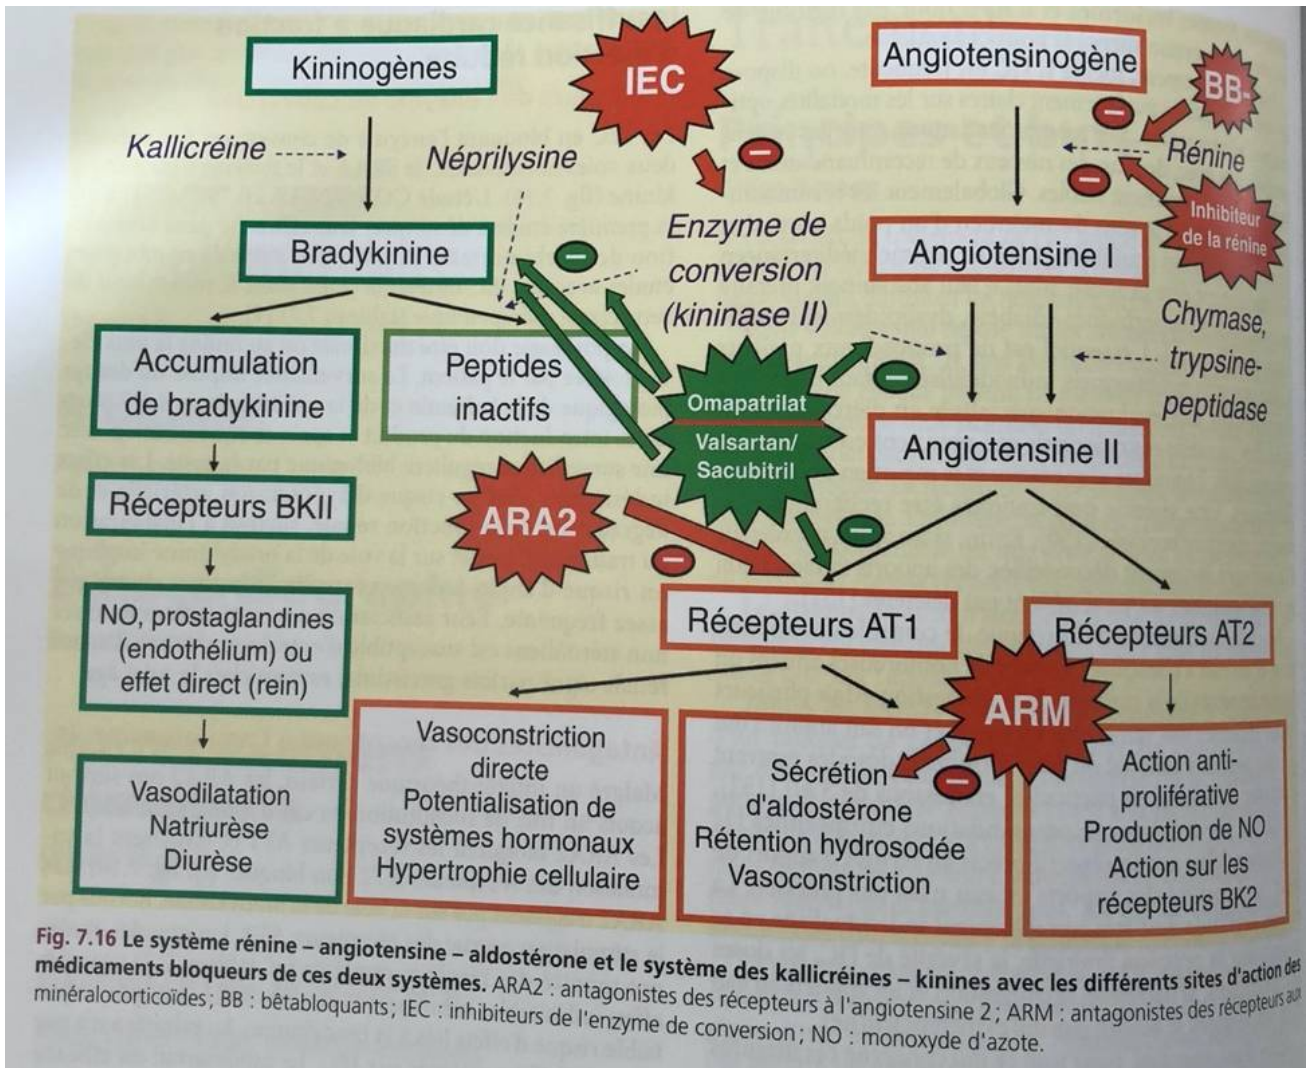 Kininogènes
IEC
Angiotensinogène
BB-
Kallicréine
Néprilysine
Rénine
Inhibiteur
de la rénine
Bradykinine
Enzyme de
conversion
(kininase II)
Angiotensine I
Chymase,
trypsine-
peptidase
Accumulation
de bradykinine
Peptides
inactifs
Omapatrilat
Valsartan/
Sacubitril
Angiotensine II
Récepteurs BKII
ARA2
NO, prostaglandines
(endothélium) ou
effet direct (rein)
Récepteurs AT1
Récepteurs AT2
ARM
Vasodilatation
Natriurèse
Diurèse
Vasoconstriction
directe
Potentialisation de
systèmes hormonaux
Hypertrophie cellulaire
Sécrétion
d'aldostérone
Rétention hydrosodée
Vasoconstriction
Action anti-
proliférative
Production de NO
Action sur les
récepteurs BK2
Fig. 7.16 Le système rénine – angiotensine – aldostérone et le système des kallicréines – kinines avec les différents sites d'action des
médicaments bloqueurs de ces deux systèmes. ARA2 : antagonistes des récepteurs à l'angiotensine 2 ; ARM : antagonistes des récepteurs aux
minéralocorticoïdes ; BB : bêtabloquants ; IEC : inhibiteurs de l'enzyme de conversion ; NO : monoxyde d'azote.